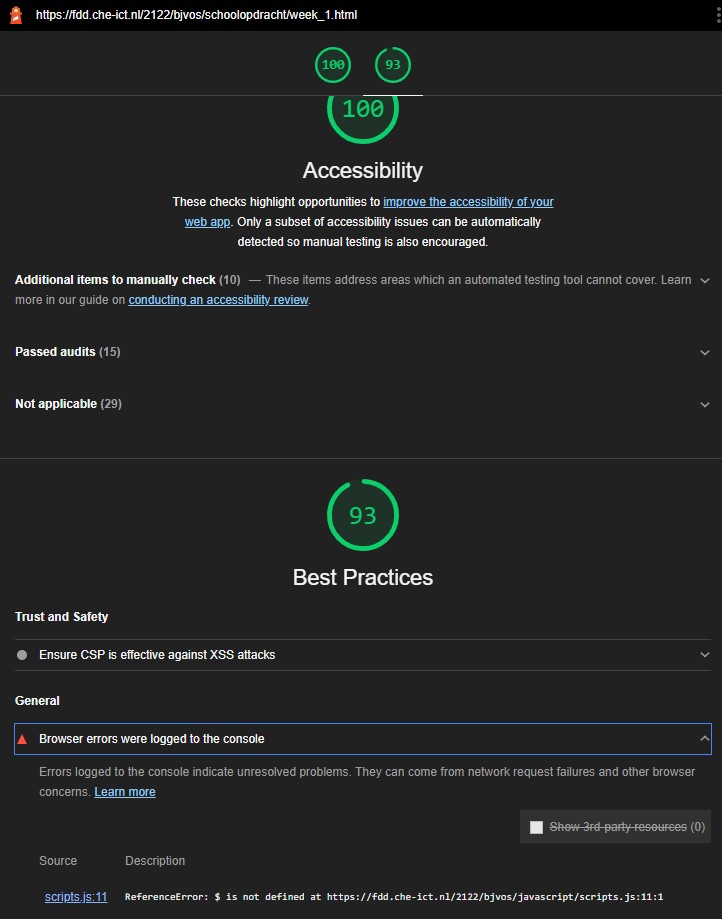 https://fdd.che-ict.nl/2122/bjvos/schoolopdracht/week_1.html
100 93
100
Accessibility
These checks highlight opportunities to improve the accessibility of your
web app. Only a subset of accessibility issues can be automatically
detected so manual testing is also encouraged.
Additional items to manually check (10) — These items address areas which an automated testing tool cannot cover. Learn
more in our guide on conducting an accessibility review.
Passed audits (15)
Not applicable (29)
93
Best Practices
Trust and Safety
Ensure CSP is effective against XSS attacks
General
Browser errors were logged to the console
Errors logged to the console indicate unresolved problems. They can come from network request failures and other browser
concerns. Learn more
Show 3rd-party resources (0)
Source Description
scripts.js:11 ReferenceError: $ is not defined at https://fdd.che-ict.nl/2122/bjvos/javascript/scripts.js:11:1